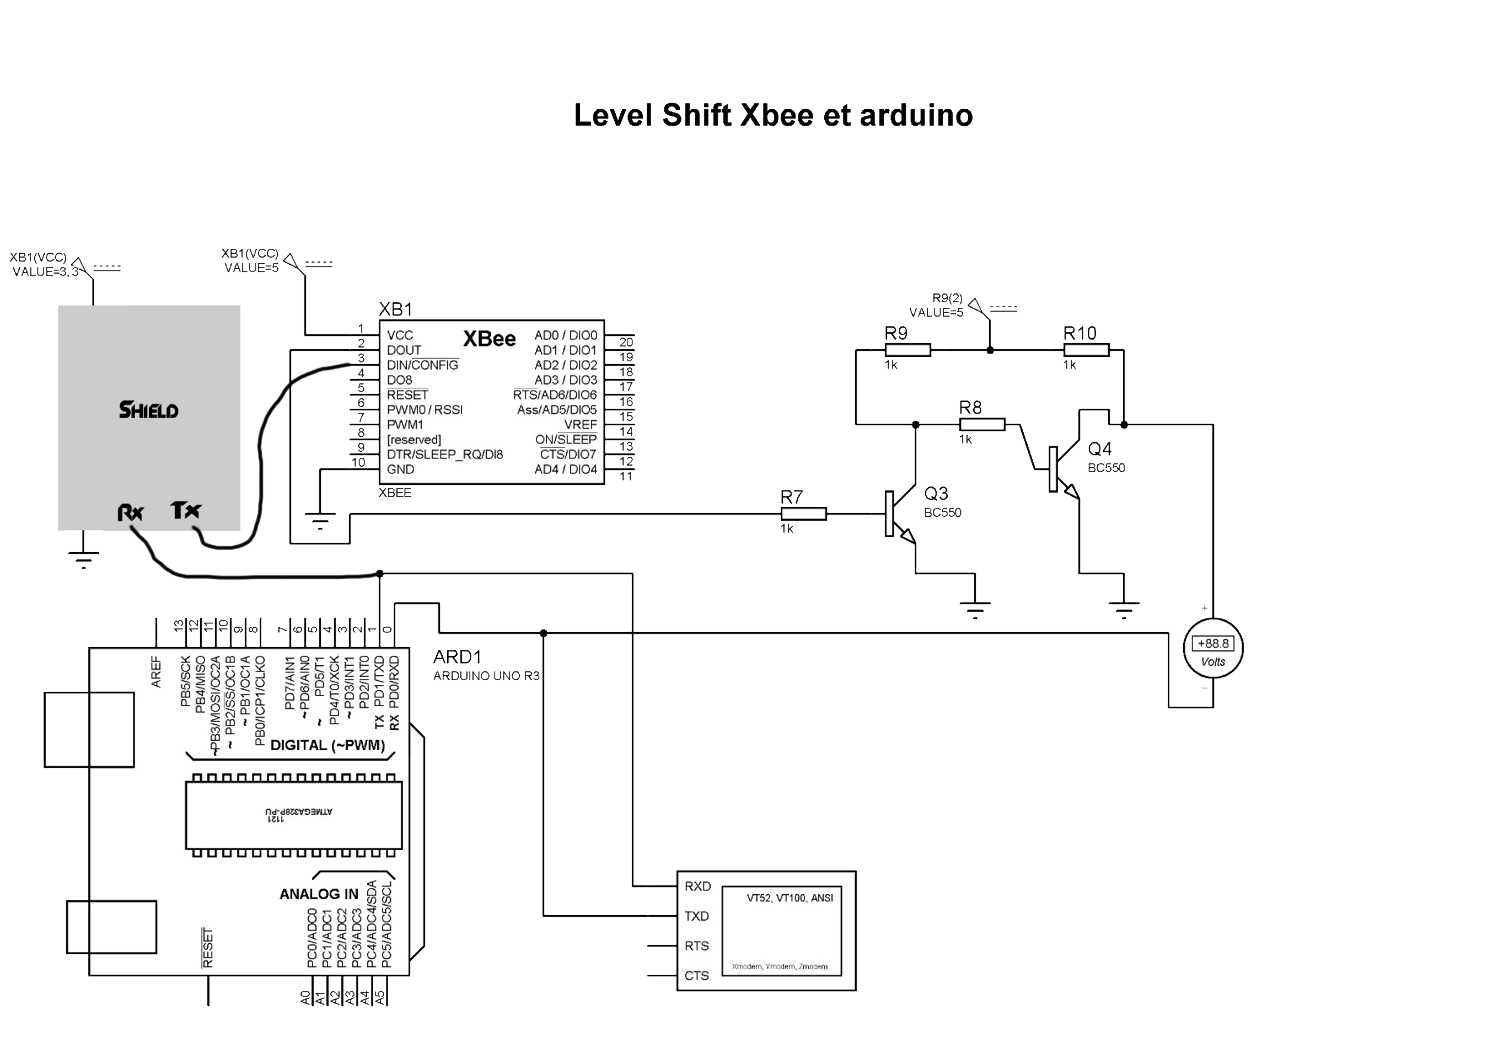 Level Shift Xbee et arduino
XB1(VCC)
VALUE=3,3
XB1(VCC)
VALUE=5
SHIELD
Rx Tx
XB1
XBee
1 VCC
2 DOUT
3 DIN/CONFIG
4 DO8
5 RESET
6 PWM0 / RSSI
7 PWM1
8 [reserved]
9 DTR/SLEEP_RQ/DI8
10 GND
AD0 / DIO0 20
AD1 / DIO1 19
AD2 / DIO2 18
AD3 / DIO3 17
RTS/AD6/DIO6 16
Ass/AD5/DIO5 15
VREF 14
ON/SLEEP 13
CTS/DIO7 12
AD4 / DIO4 11
XBEE
R9(2)
VALUE=5
R9
1k
R10
1k
R8
1k
Q4
BC550
R7
1k
Q3
BC550
+
+88.8
Volts
−
ARD1
ARDUINO UNO R3
AREF
13 PB5/SCK
12 PB4/MISO
11 ~PB3/MOSI/OC2A
10 ~ PB2/SS/OC1B
9 ~ PB1/OC1A
8 PB0/ICP1/CLKO
7 PD7/AIN1
6 ~ PD6/AIN0
5 ~ PD5/T1
4 PD4/T0/XCK
3 ~ PD3/INT1
2 PD2/INT0
1 TX PD1/TXD
0 RX PD0/RXD
DIGITAL (~PWM)
ATMEGA328P-PU
1121
ANALOG IN
RESET
PC0/ADC0 A0
PC1/ADC1 A1
PC2/ADC2 A2
PC3/ADC3 A3
PC4/ADC4/SDA A4
PC5/ADC5/SCL A5
RXD
TXD
RTS
CTS
VT52, VT100, ANSI
Xmodem, Ymodem, Zmodem